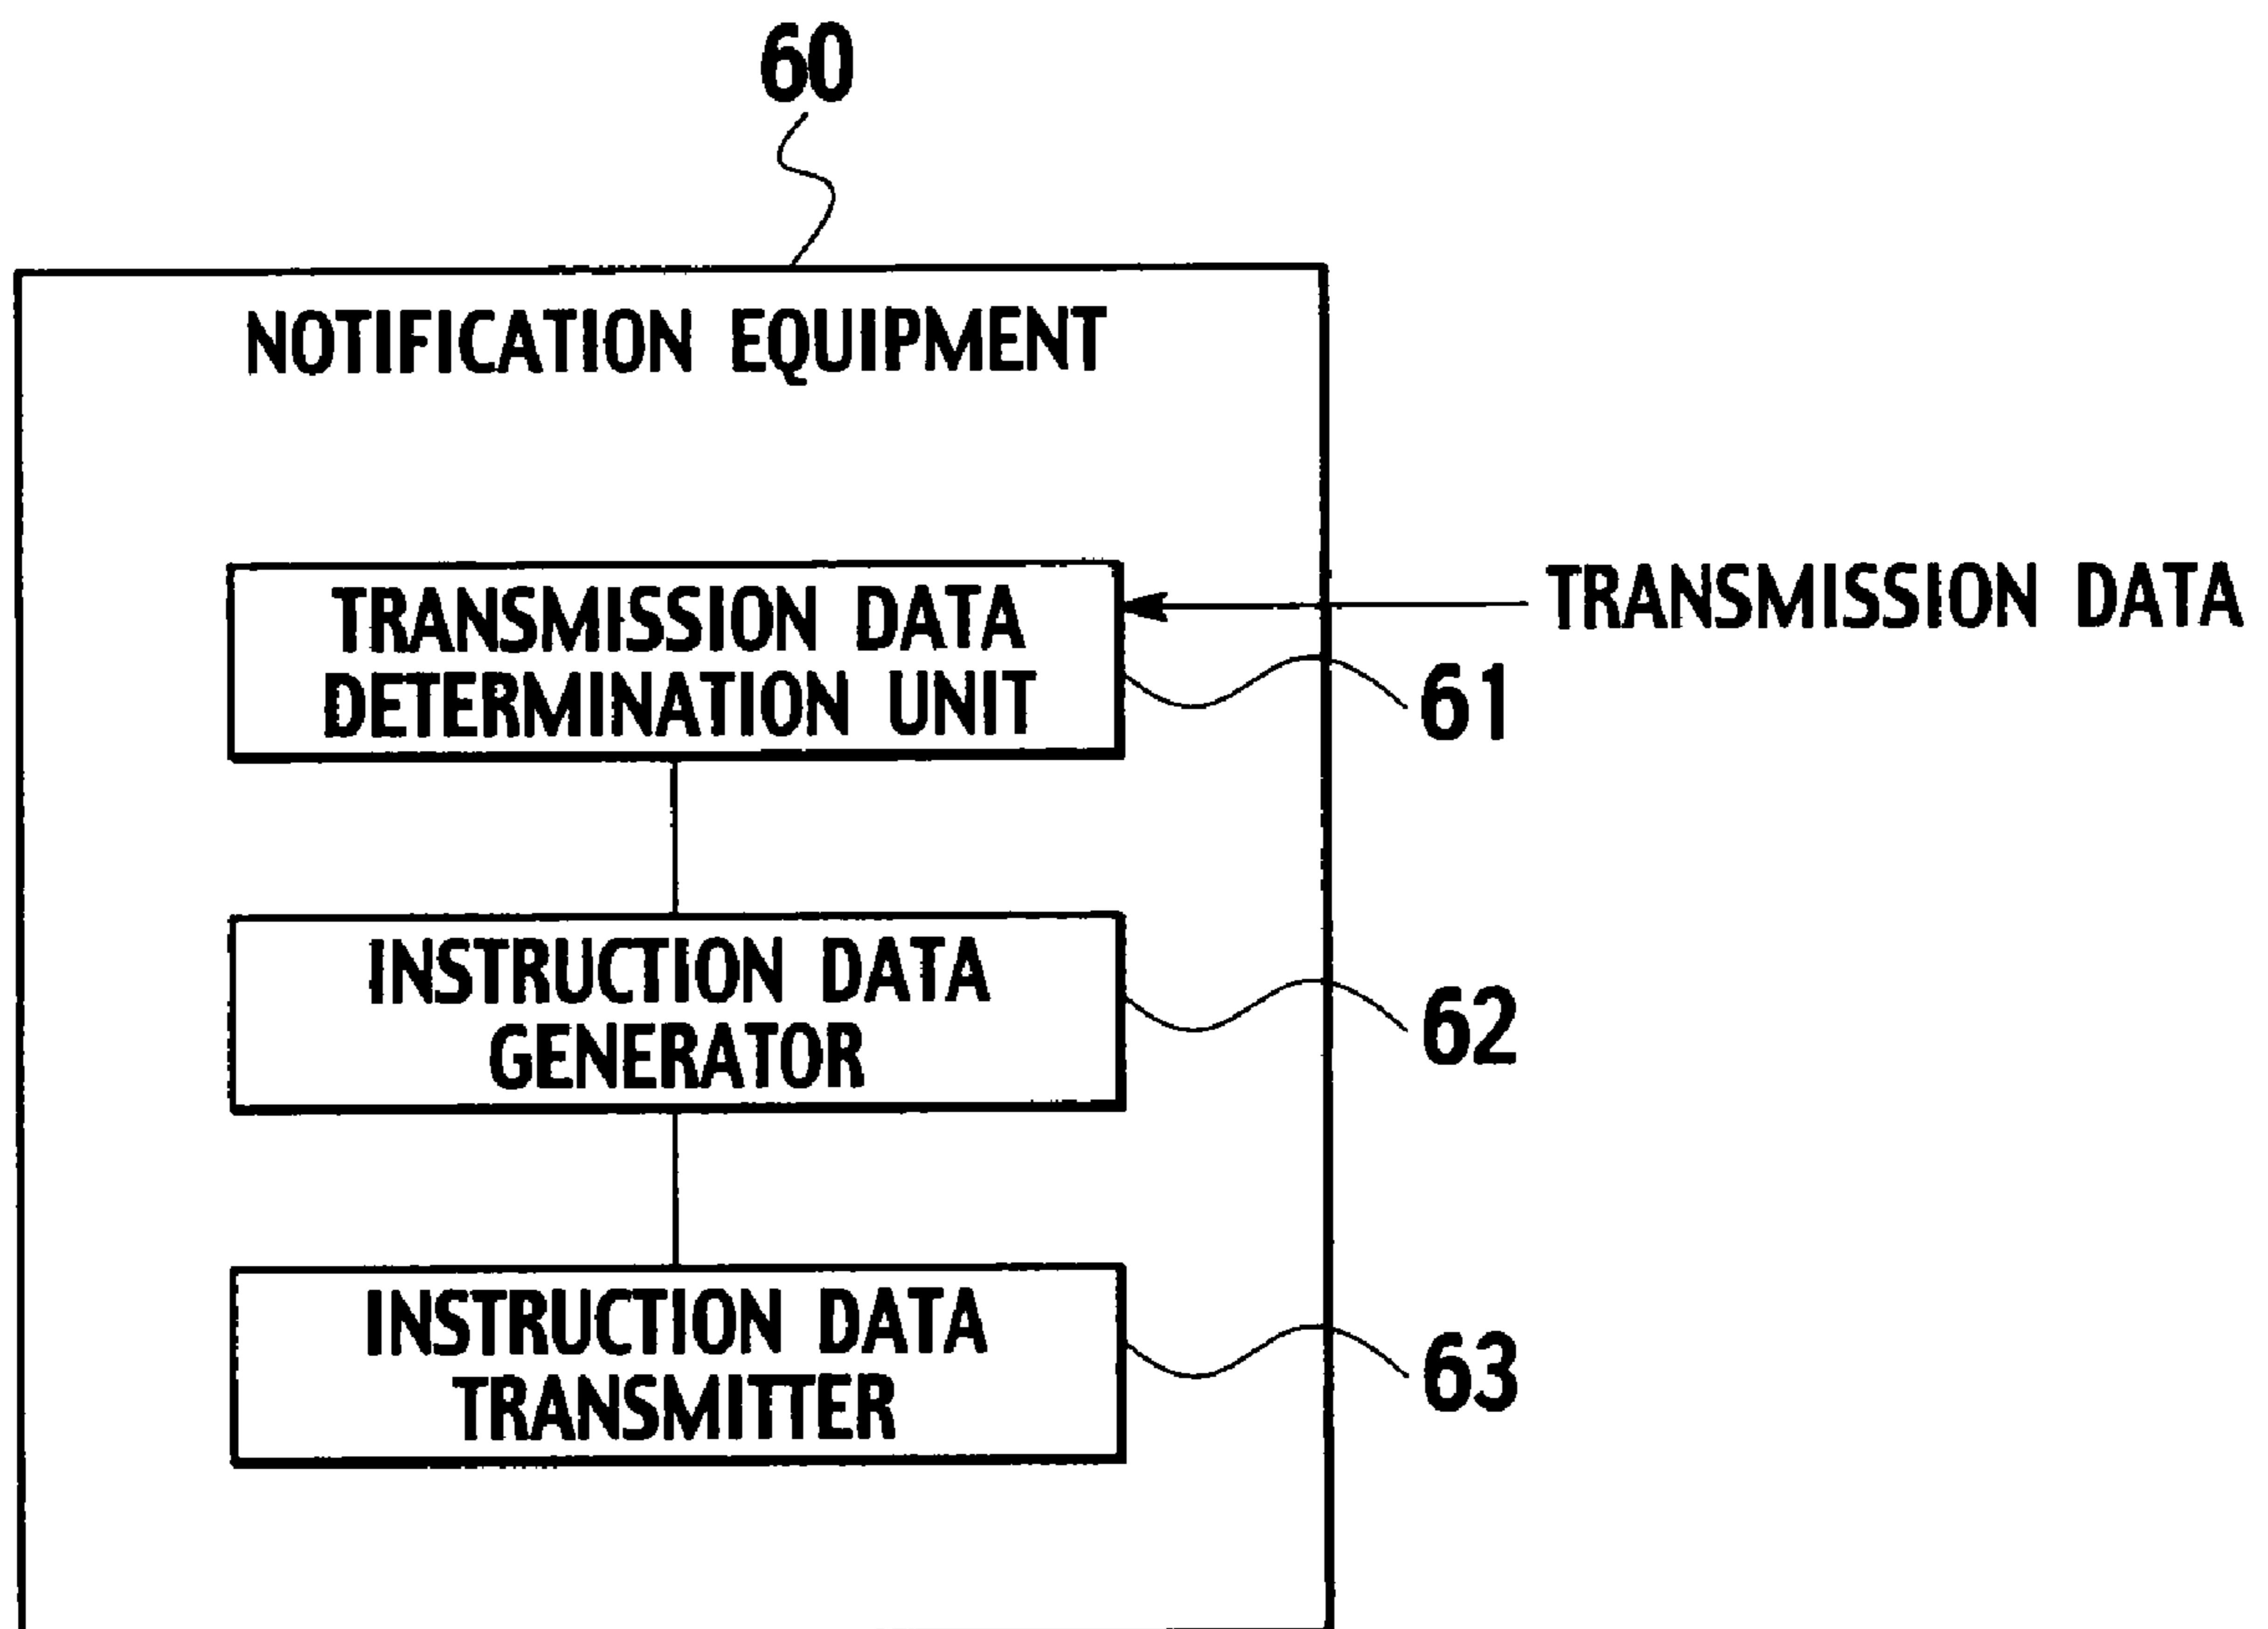 60
NOTIFICATION EQUIPMENT
TRANSMISSION DATA
DETERMINATION UNIT
TRANSMISSION DATA
61
INSTRUCTION DATA
GENERATOR
62
INSTRUCTION DATA
TRANSMITTER
63